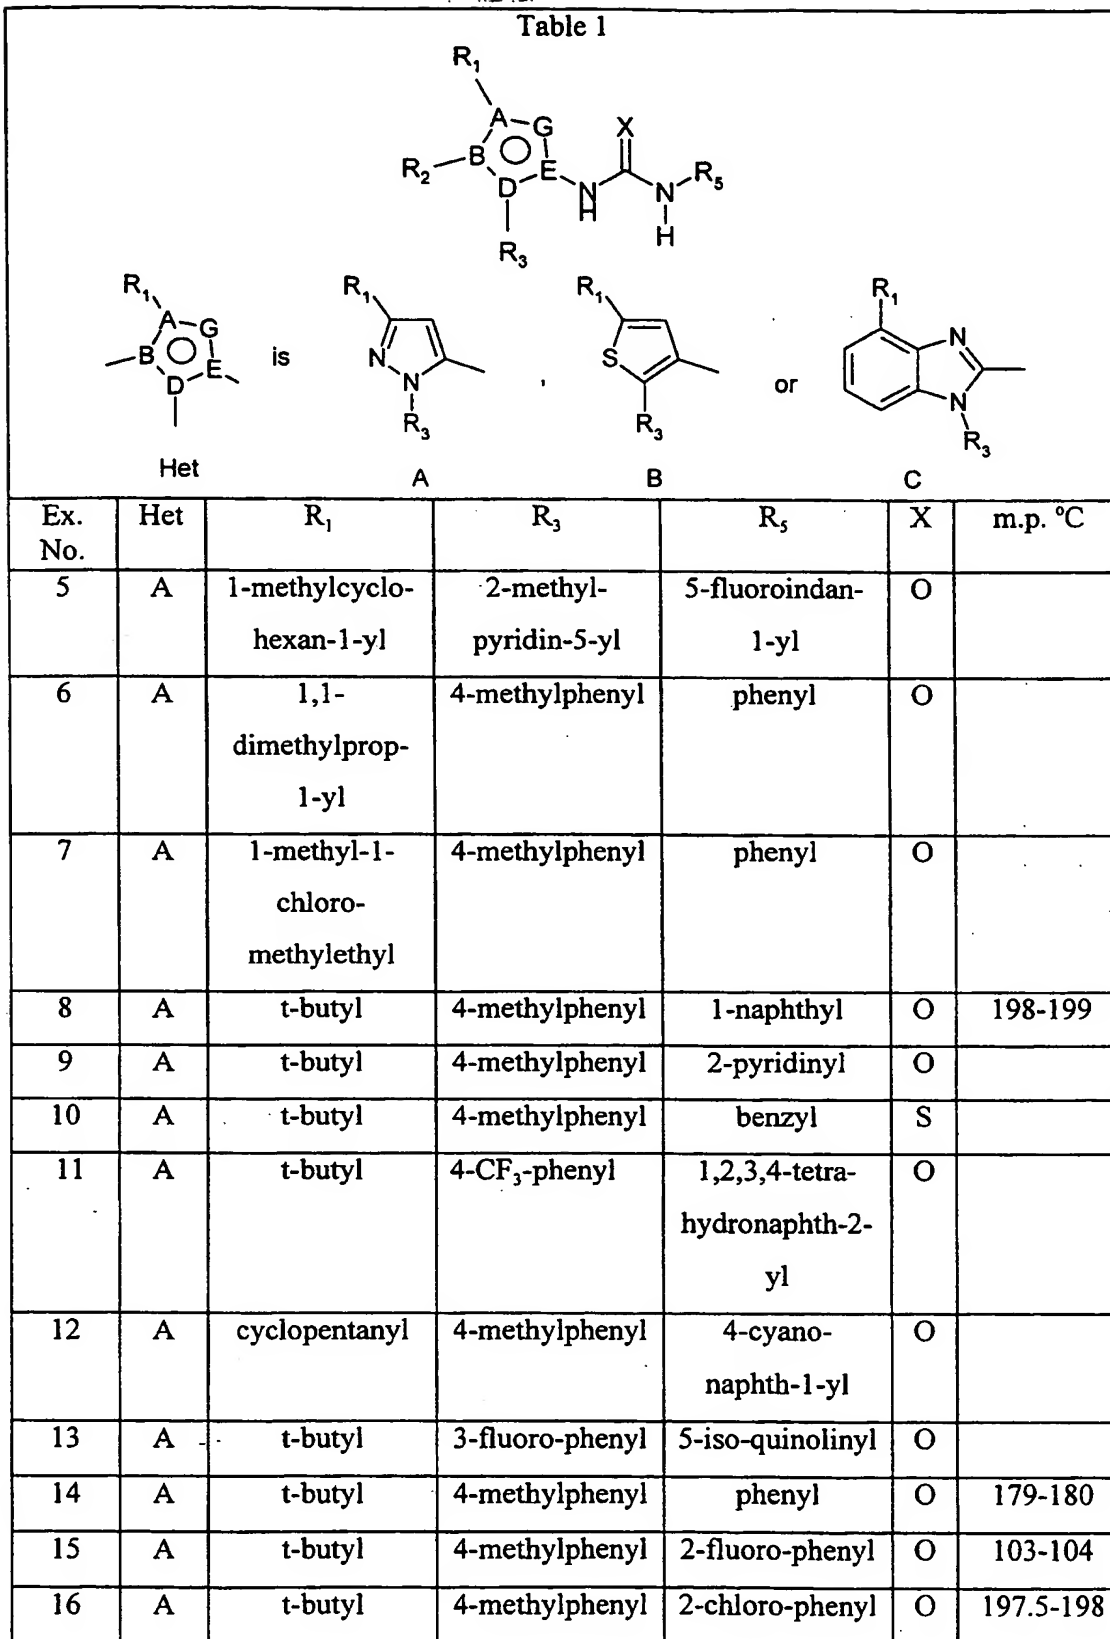 Table 1
R₁
A G X
B
R₂ E R₅
D N N
H
R₃ H
R₁ R₁ R₁ R₁
A G
B is N N
E N , S or
D R₃ R₃ N
R₃
Het A B C
Ex. No. Het R₁ R₃ R₅ X m.p. °C
5 A 1-methylcyclo- 2-methyl- 5-fluoroindan- O
hexan-1-yl pyridin-5-yl 1-yl
6 A 1,1- 4-methylphenyl phenyl O
dimethylprop-
1-yl
7 A 1-methyl-1- 4-methylphenyl phenyl O
chloro-
methylethyl
8 A t-butyl 4-methylphenyl 1-naphthyl O 198-199
9 A t-butyl 4-methylphenyl 2-pyridinyl O
10 A t-butyl 4-methylphenyl benzyl S
11 A t-butyl 4-CF₃-phenyl 1,2,3,4-tetra- O
hydronaphth-2-
yl
12 A cyclopentanyl 4-methylphenyl 4-cyano- O
naphth-1-yl
13 A t-butyl 3-fluoro-phenyl 5-iso-quinolinyl O
14 A t-butyl 4-methylphenyl phenyl O 179-180
15 A t-butyl 4-methylphenyl 2-fluoro-phenyl O 103-104
16 A t-butyl 4-methylphenyl 2-chloro-phenyl O 197.5-198